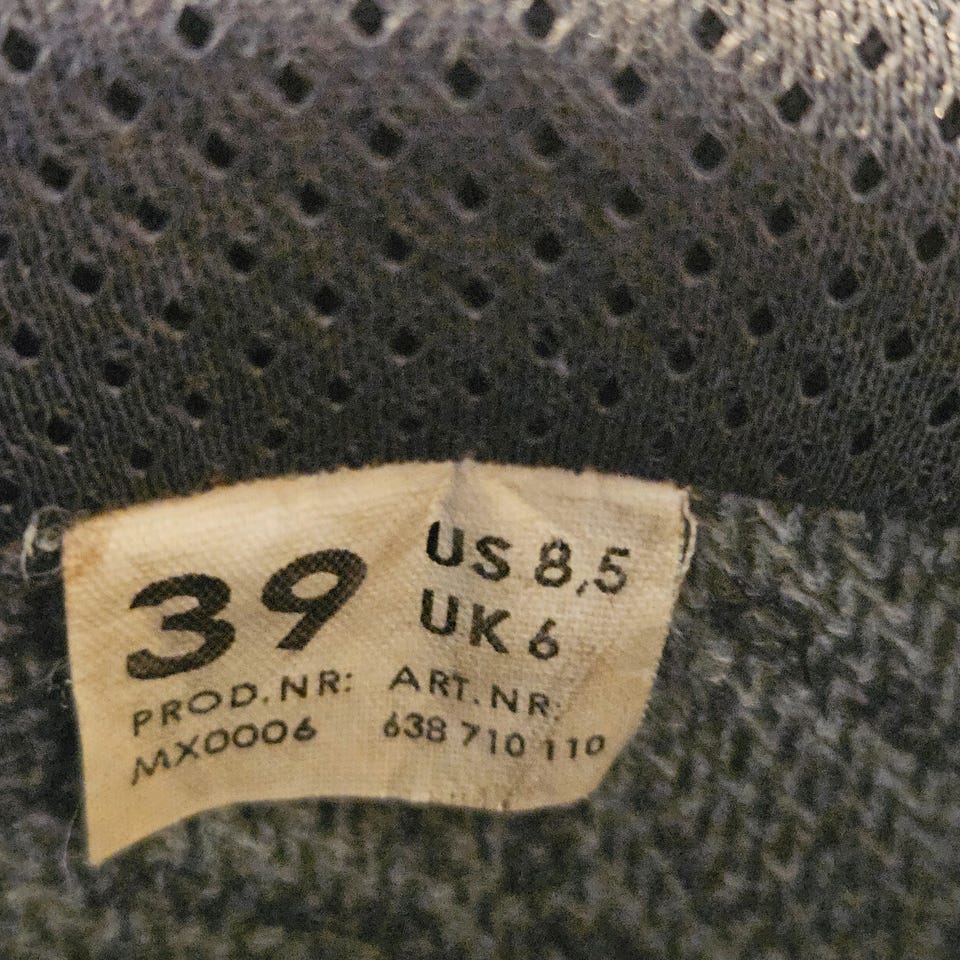 39
US 8,5
UK 6
PROD.NR:
MX0006
ART.NR:
638 710 110